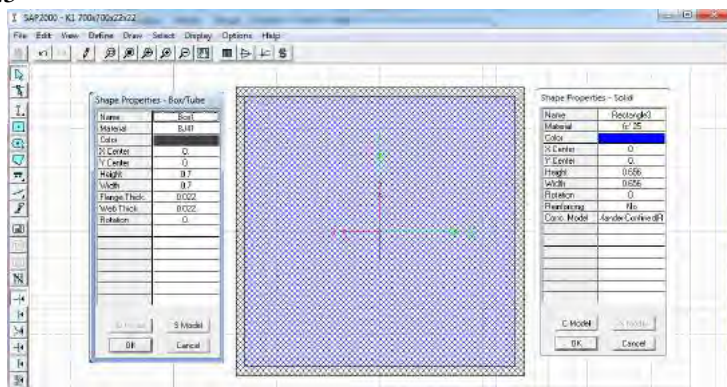 SAP2000 - K1 700x700x22x22
File Edit View Define Draw Select Display Options Help
Shape Properties - Box/Tube
Name Box1
Material BJ41
Color
X Center 0.
Y Center 0.
Height 0.7
Width 0.7
Flange Thick. 0.022
Web Thick. 0.022
Rotation 0.
S Model
OK Cancel
Shape Properties - Solid
Name Rectangle3
Material fc' 25
Color
X Center 0.
Y Center 0.
Height 0.656
Width 0.656
Rotation 0.
Reinforcing No
Conc. Model
C Model
OK Cancel